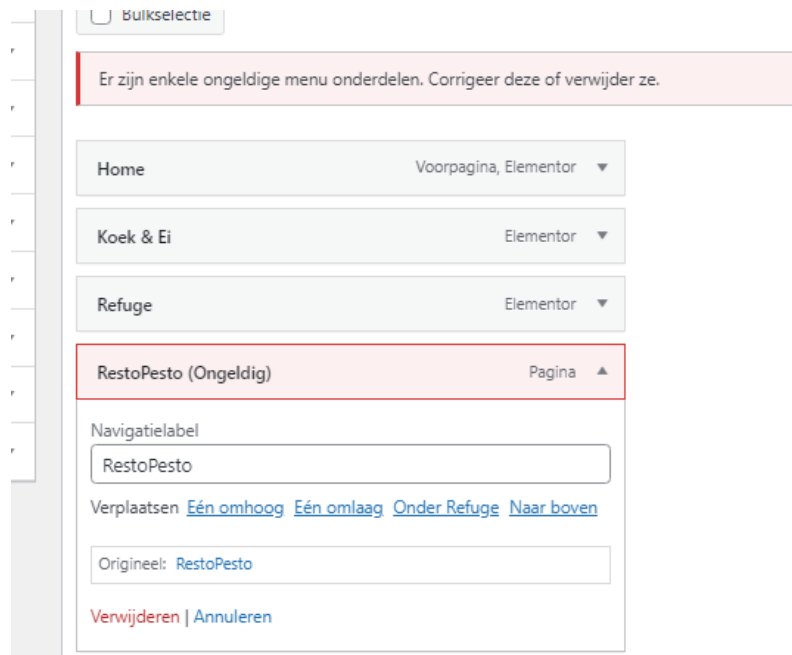 Bulkselectie
Er zijn enkele ongeldige menu onderdelen. Corrigeer deze of verwijder ze.
Home Voorpagina, Elementor
Koek & Ei Elementor
Refuge Elementor
RestoPesto (Ongeldig) Pagina
Navigatielabel
RestoPesto
Verplaatsen Eén omhoog Eén omlaag Onder Refuge Naar boven
Origineel: RestoPesto
Verwijderen | Annuleren